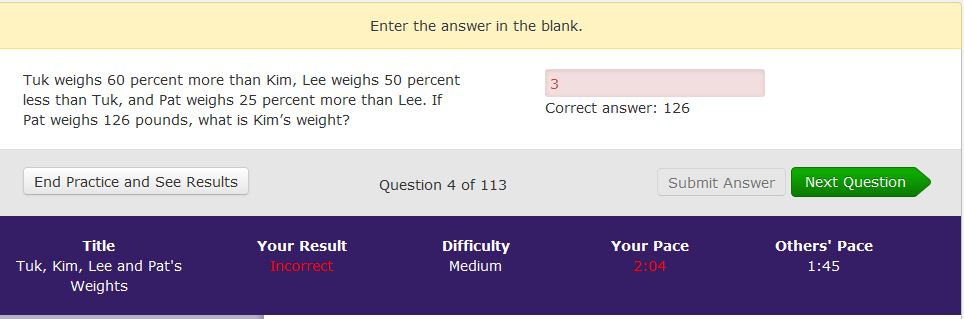 Enter the answer in the blank.
Tuk weighs 60 percent more than Kim, Lee weighs 50 percent
less than Tuk, and Pat weighs 25 percent more than Lee. If
Pat weighs 126 pounds, what is Kim’s weight?
3
Correct answer: 126
End Practice and See Results
Question 4 of 113
Submit Answer
Next Question
Title
Your Result
Difficulty
Your Pace
Others' Pace
Tuk, Kim, Lee and Pat's
Weights
Incorrect
Medium
2:04
1:45